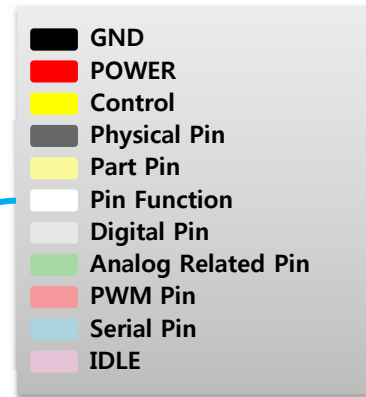 GND
POWER
Control
Physical Pin
Part Pin
Pin Function
Digital Pin
Analog Related Pin
PWM Pin
Serial Pin
IDLE